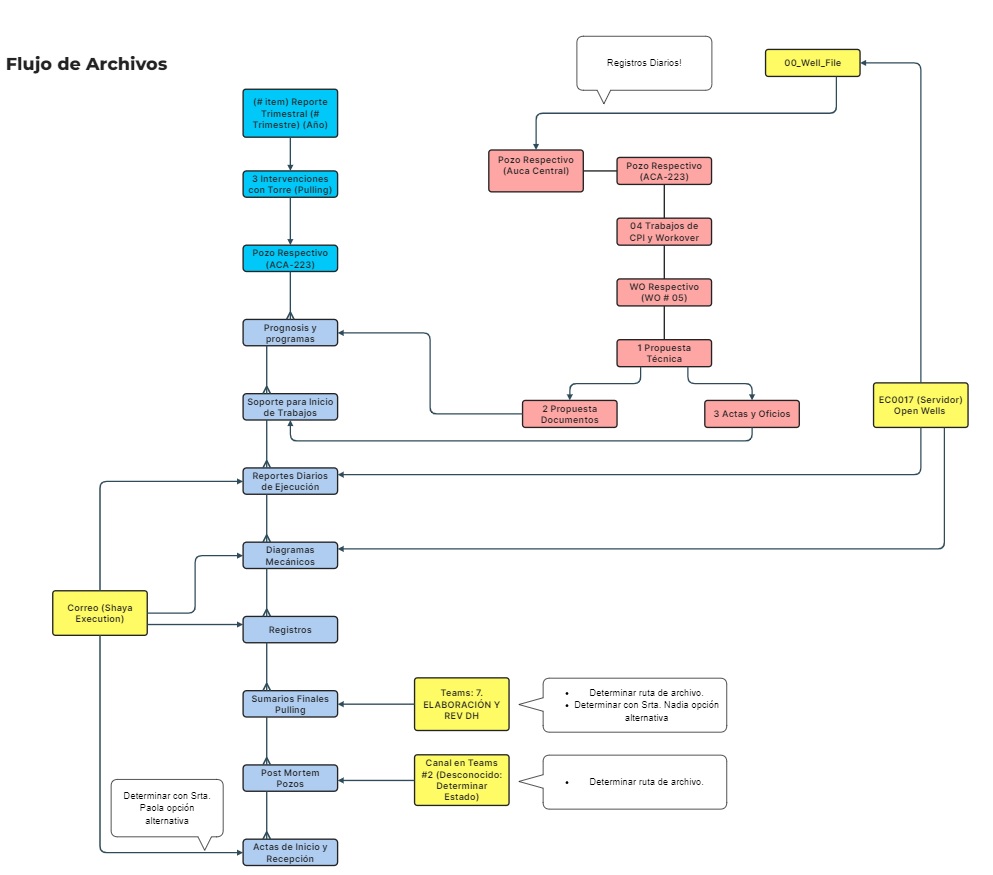 Flujo de Archivos
Registros Diarios!
00_Well_File
(# item) Reporte
Trimestral (#
Trimestre) (Año)
Pozo Respectivo
(Auca Central)
Pozo Respectivo
(ACA-223)
3 Intervenciones
con Torre (Pulling)
04 Trabajos de
CPI y Workover
Pozo Respectivo
(ACA-223)
WO Respectivo
(WO # 05)
Prognosis y
programas
1 Propuesta
Técnica
Soporte para Inicio
de Trabajos
2 Propuesta
Documentos
3 Actas y Oficios
EC0017 (Servidor)
Open Wells
Reportes Diarios
de Ejecución
Diagramas
Mecánicos
Correo (Shaya
Execution)
Registros
Sumarios Finales
Pulling
Teams: 7.
ELABORACIÓN Y
REV DH
• Determinar ruta de archivo.
• Determinar con Srta. Nadia opción
alternativa
Post Mortem
Pozos
Canal en Teams
#2 (Desconocido:
Determinar
Estado)
• Determinar ruta de archivo.
Determinar con Srta.
Paola opción
alternativa
Actas de Inicio y
Recepción